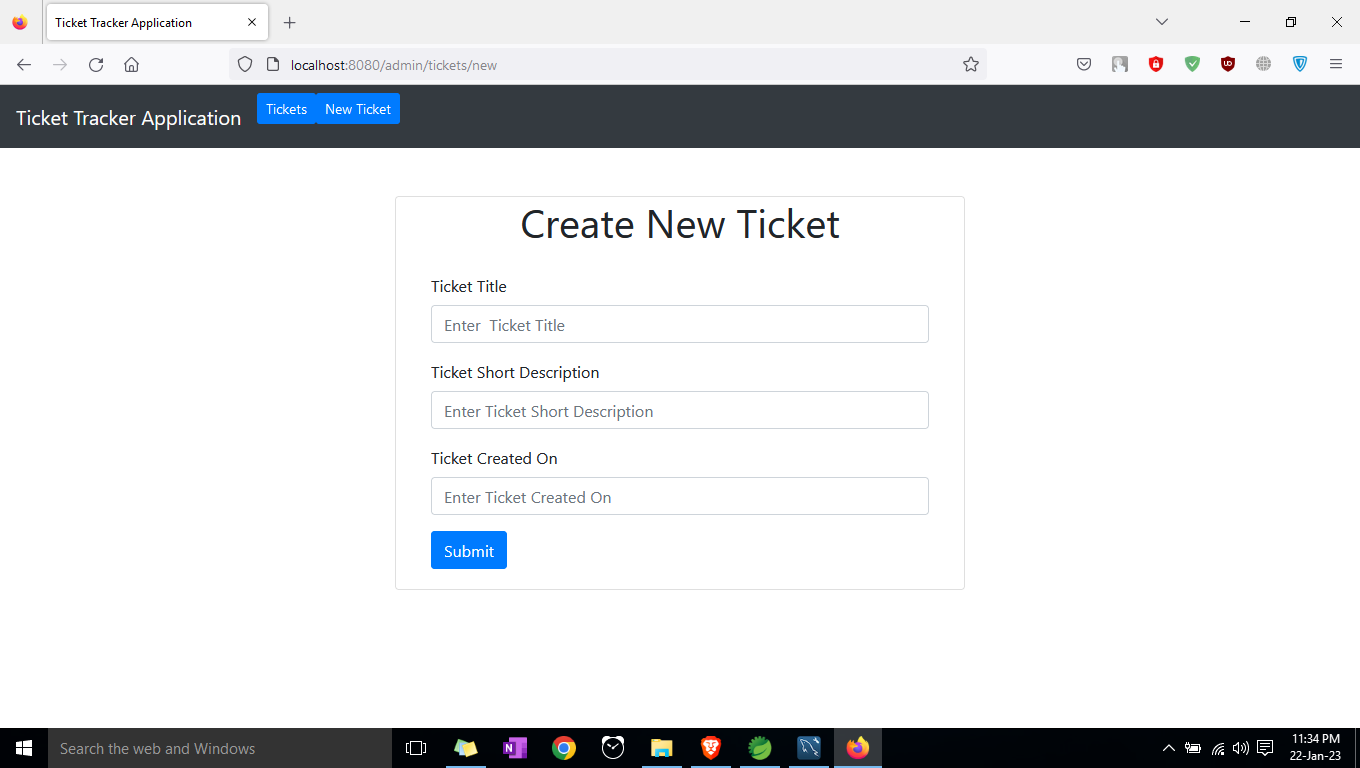 Ticket Tracker Application
localhost:8080/admin/tickets/new
Ticket Tracker Application Tickets New Ticket
Create New Ticket
Ticket Title
Enter  Ticket Title
Ticket Short Description
Enter Ticket Short Description
Ticket Created On
Enter Ticket Created On
Submit
Search the web and Windows
N
11:34 PM
22-Jan-23